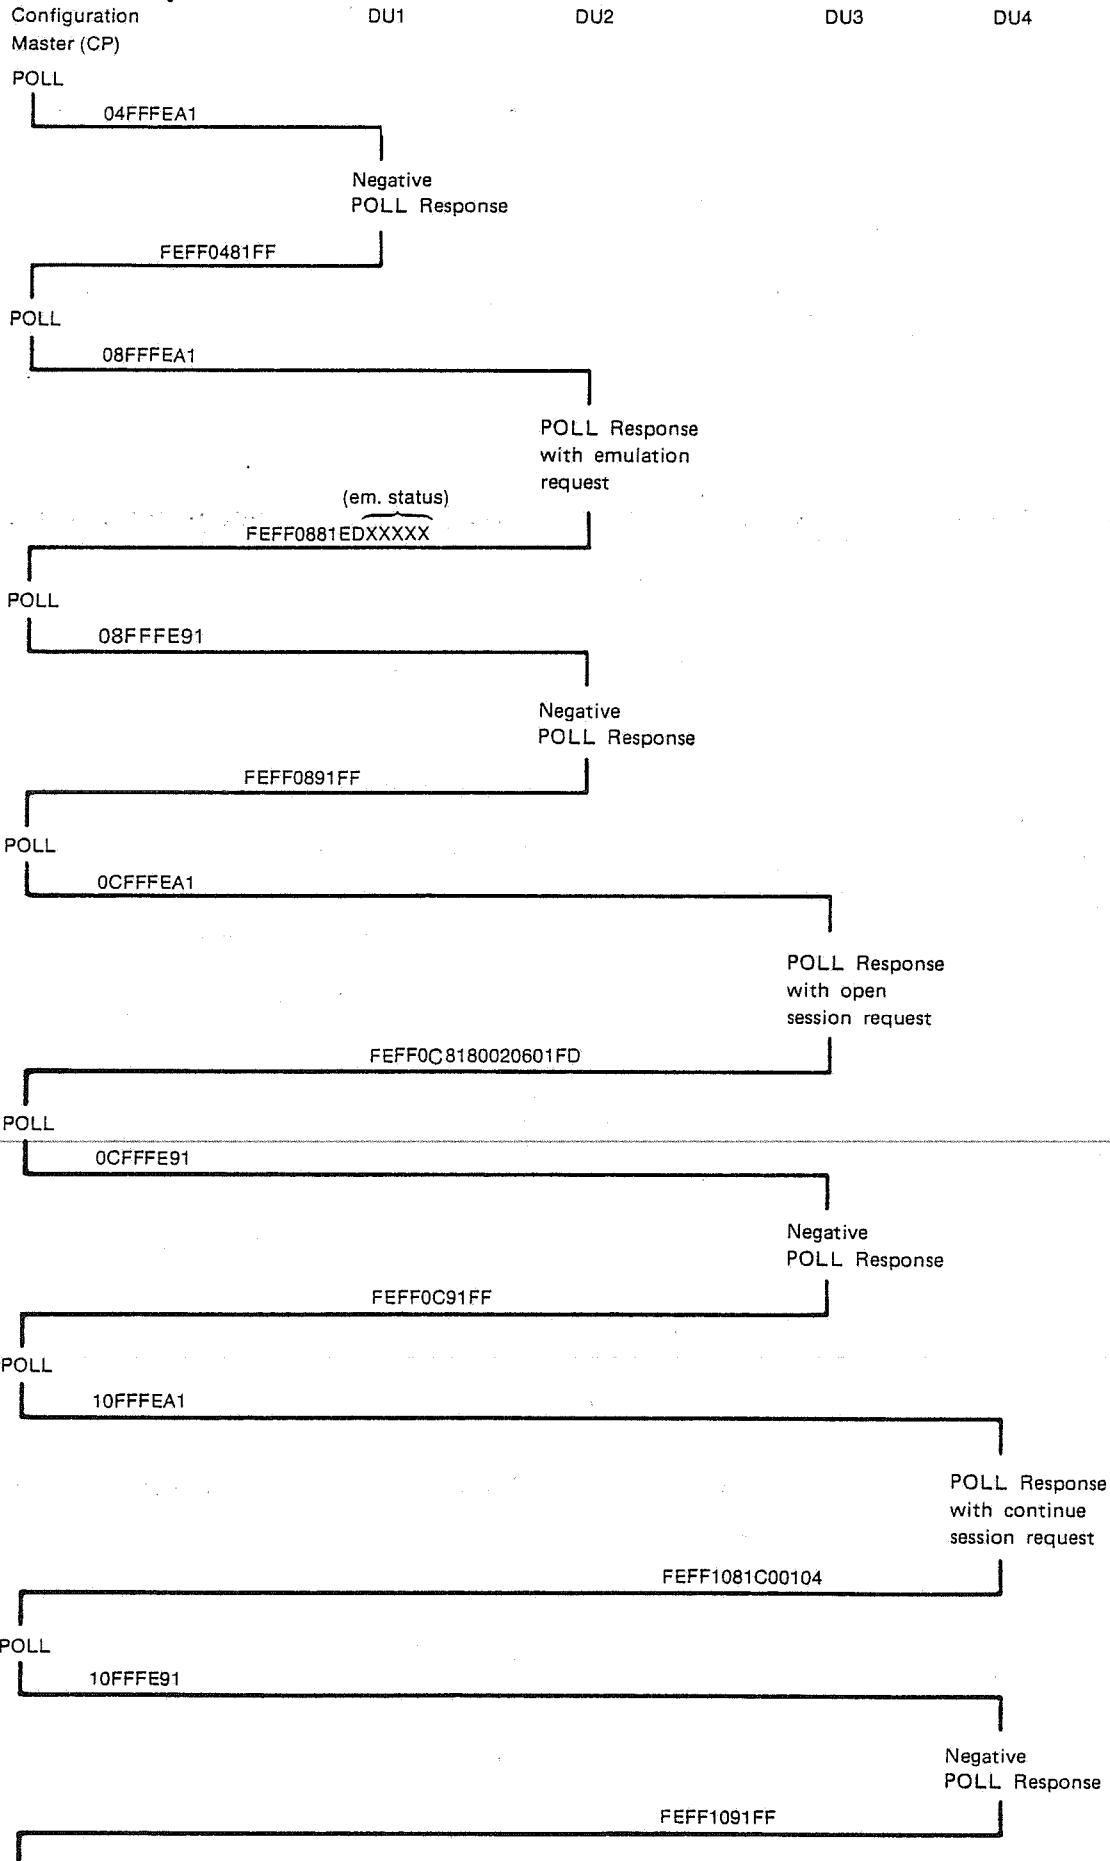 Configuration DU1 DU2 DU3 DU4
Master (CP)
POLL
04FFFEA1
Negative
POLL Response
FEFF0481FF
POLL
08FFFEA1
POLL Response
with emulation
request
(em. status)
FEFF0881EDXXXXX
POLL
08FFFE91
Negative
POLL Response
FEFF0891FF
POLL
0CFFFEA1
POLL Response
with open
session request
FEFF0C8180020601FD
POLL
0CFFFE91
Negative
POLL Response
FEFF0C91FF
POLL
10FFFEA1
POLL Response
with continue
session request
FEFF1081C00104
POLL
10FFFE91
Negative
POLL Response
FEFF1091FF